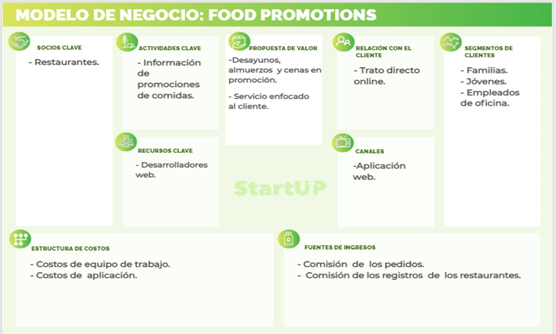 MODELO DE NEGOCIO: FOOD PROMOTIONS
SOCIOS CLAVE
- Restaurantes.
ACTIVIDADES CLAVE
- Información
de
promociones
de comidas.
RECURSOS CLAVE
- Desarrolladores
web.
PROPUESTA DE VALOR
-Desayunos,
almuerzos y cenas en
promoción.
- Servicio enfocado
al cliente.
RELACIÓN CON EL
CLIENTE
- Trato directo
online.
CANALES
-Aplicación
web.
SEGMENTOS DE
CLIENTES
- Familias.
- Jóvenes.
- Empleados
de oficina.
StartUP
ESTRUCTURA DE COSTOS
- Costos de equipo de trabajo.
- Costos de aplicación.
FUENTES DE INGRESOS
- Comisión de los pedidos.
- Comisión de los registros de los restaurantes.